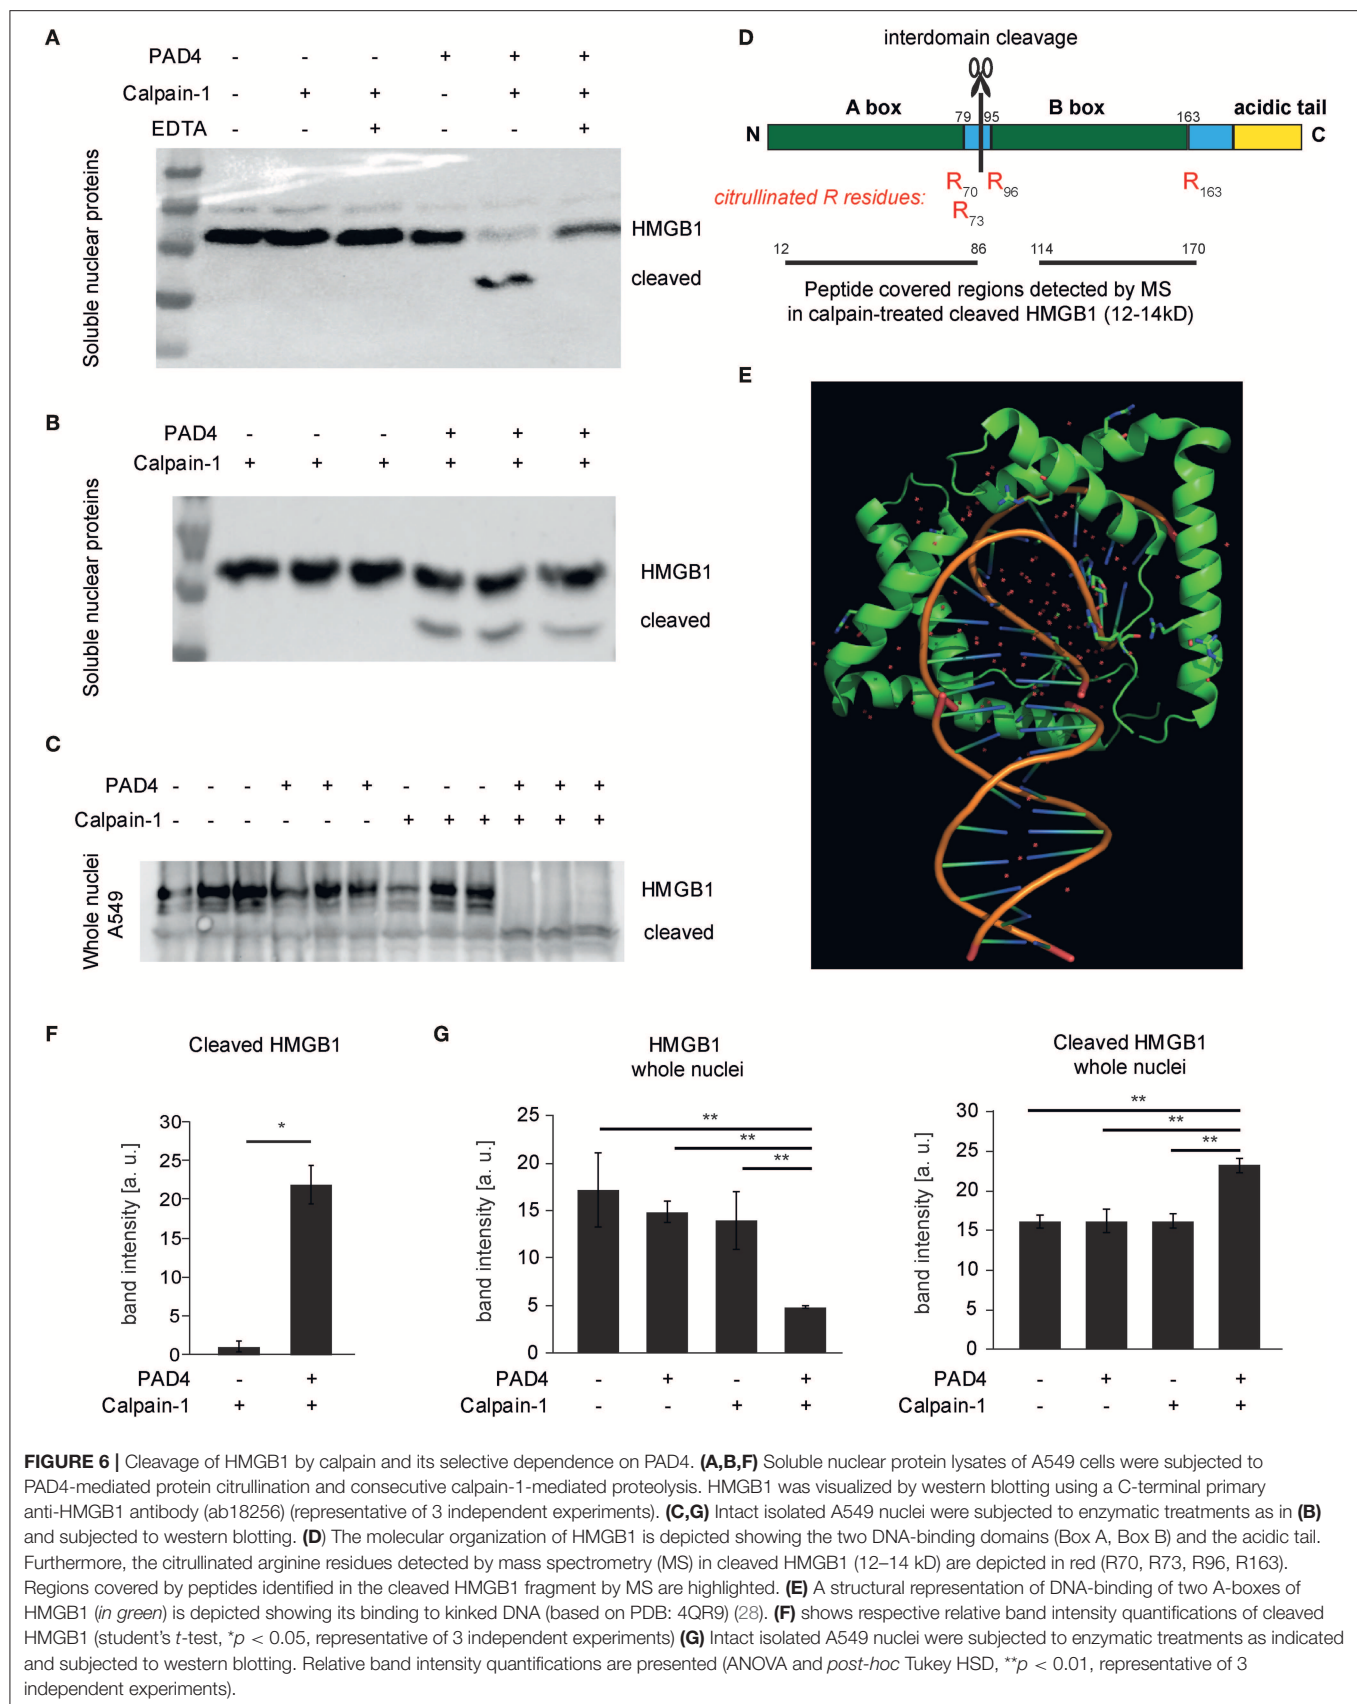 A
PAD4 - - - + + +
Calpain-1 - + + - + +
EDTA - - + - - +
Soluble nuclear proteins
HMGB1
cleaved
B
PAD4 - - - + + +
Calpain-1 + + + + + +
Soluble nuclear proteins
HMGB1
cleaved
C
PAD4 - - - + + + - - - + + +
Calpain-1 - - - - - - + + + + + +
Whole nuclei
A549
HMGB1
cleaved
D
interdomain cleavage
A box B box acidic tail
79 95 163
N C
citrullinated R residues: R70 R96 R163
R73
12 86 114 170
Peptide covered regions detected by MS
in calpain-treated cleaved HMGB1 (12-14kD)
E
F
Cleaved HMGB1
band intensity [a. u.]
30
25
20
15
10
5
0
*
PAD4 - +
Calpain-1 + +
G
HMGB1
whole nuclei
band intensity [a. u.]
25
20
15
10
5
0
**
**
**
PAD4 - + - +
Calpain-1 - - + +
Cleaved HMGB1
whole nuclei
band intensity [a. u.]
30
25
20
15
10
5
0
**
**
**
PAD4 - + - +
Calpain-1 - - + +
FIGURE 6 | Cleavage of HMGB1 by calpain and its selective dependence on PAD4. (A,B,F) Soluble nuclear protein lysates of A549 cells were subjected to
PAD4-mediated protein citrullination and consecutive calpain-1-mediated proteolysis. HMGB1 was visualized by western blotting using a C-terminal primary
anti-HMGB1 antibody (ab18256) (representative of 3 independent experiments). (C,G) Intact isolated A549 nuclei were subjected to enzymatic treatments as in (B)
and subjected to western blotting. (D) The molecular organization of HMGB1 is depicted showing the two DNA-binding domains (Box A, Box B) and the acidic tail.
Furthermore, the citrullinated arginine residues detected by mass spectrometry (MS) in cleaved HMGB1 (12–14 kD) are depicted in red (R70, R73, R96, R163).
Regions covered by peptides identified in the cleaved HMGB1 fragment by MS are highlighted. (E) A structural representation of DNA-binding of two A-boxes of
HMGB1 (in green) is depicted showing its binding to kinked DNA (based on PDB: 4QR9) (28). (F) shows respective relative band intensity quantifications of cleaved
HMGB1 (student's t-test, *p < 0.05, representative of 3 independent experiments) (G) Intact isolated A549 nuclei were subjected to enzymatic treatments as indicated
and subjected to western blotting. Relative band intensity quantifications are presented (ANOVA and post-hoc Tukey HSD, **p < 0.01, representative of 3
independent experiments).